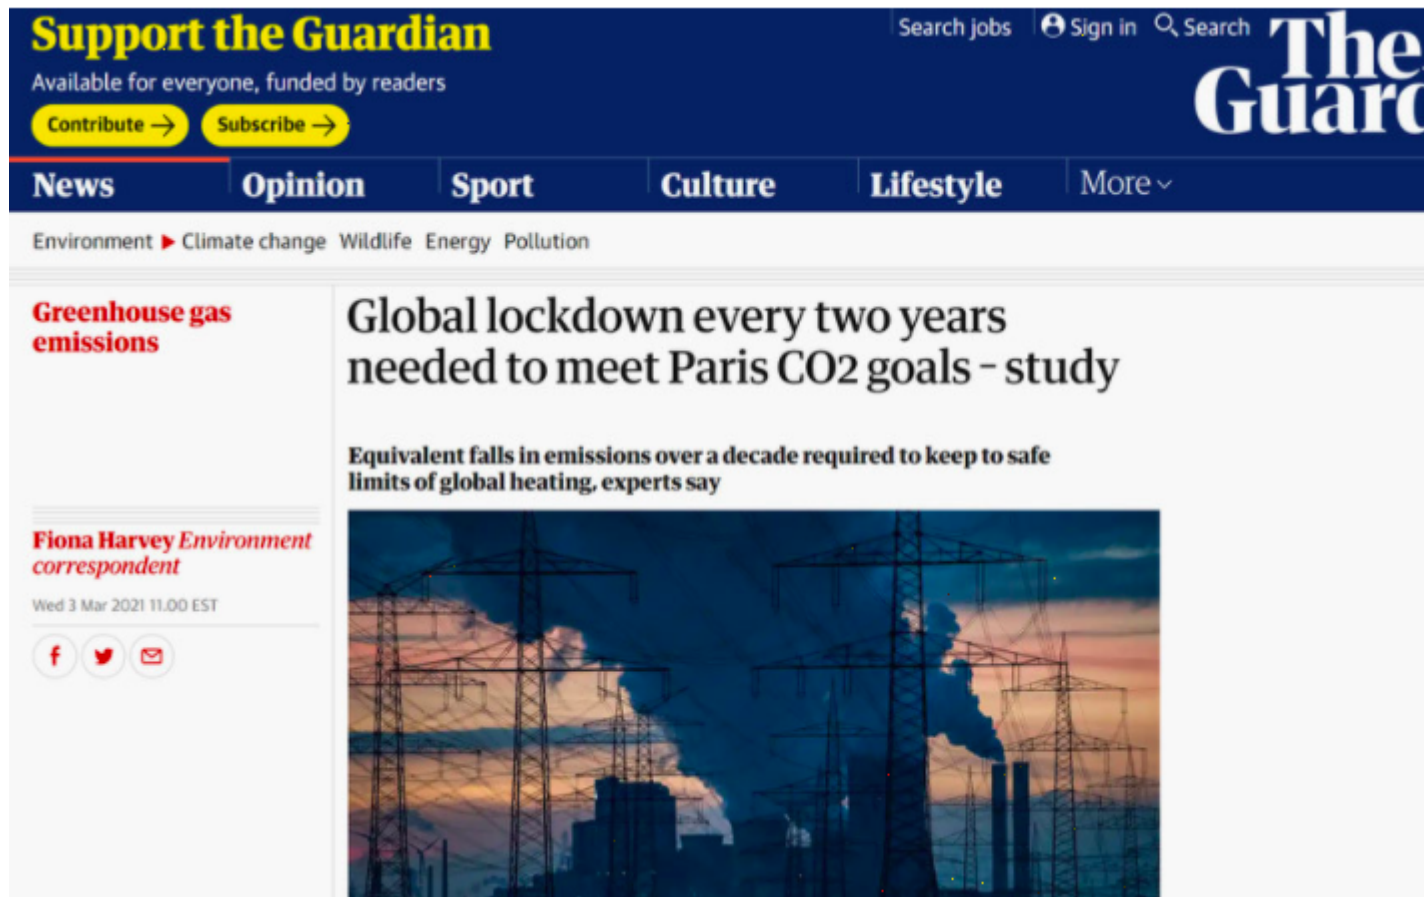 Support the Guardian
Available for everyone, funded by readers
Contribute →
Subscribe →
Search jobs
Sign in
Search
The
Guard
News
Opinion
Sport
Culture
Lifestyle
More
Environment ▶ Climate change Wildlife Energy Pollution
Greenhouse gas
emissions
Global lockdown every two years
needed to meet Paris CO2 goals – study
Equivalent falls in emissions over a decade required to keep to safe
limits of global heating, experts say
Fiona Harvey Environment
correspondent
Wed 3 Mar 2021 11.00 EST